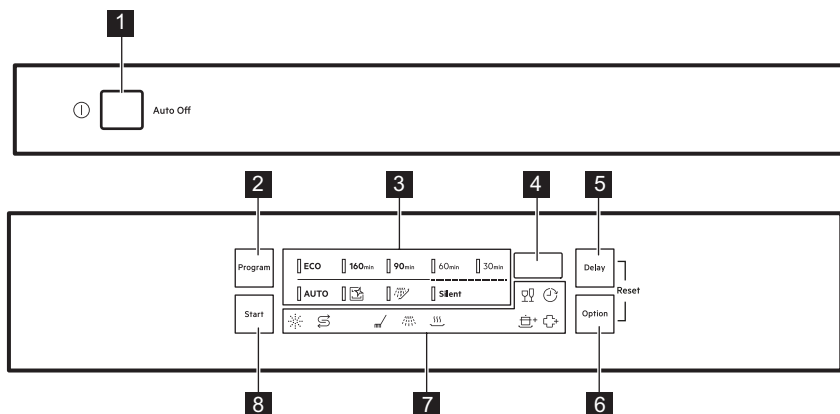 1
Auto Off
2
3
4
5
Program
ECO 160min 90min 60min 30min
Delay
AUTO Silent
Reset
Start
Option
8
7
6